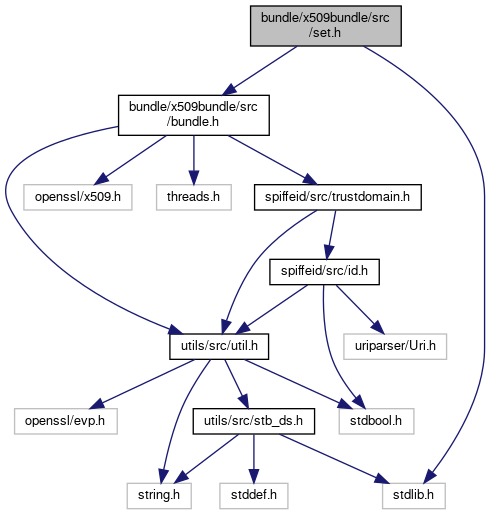 bundle/x509bundle/src
/set.h
bundle/x509bundle/src
/bundle.h
openssl/x509.h
threads.h
spiffeid/src/trustdomain.h
spiffeid/src/id.h
utils/src/util.h
uriparser/Uri.h
openssl/evp.h
utils/src/stb_ds.h
stdbool.h
string.h
stddef.h
stdlib.h